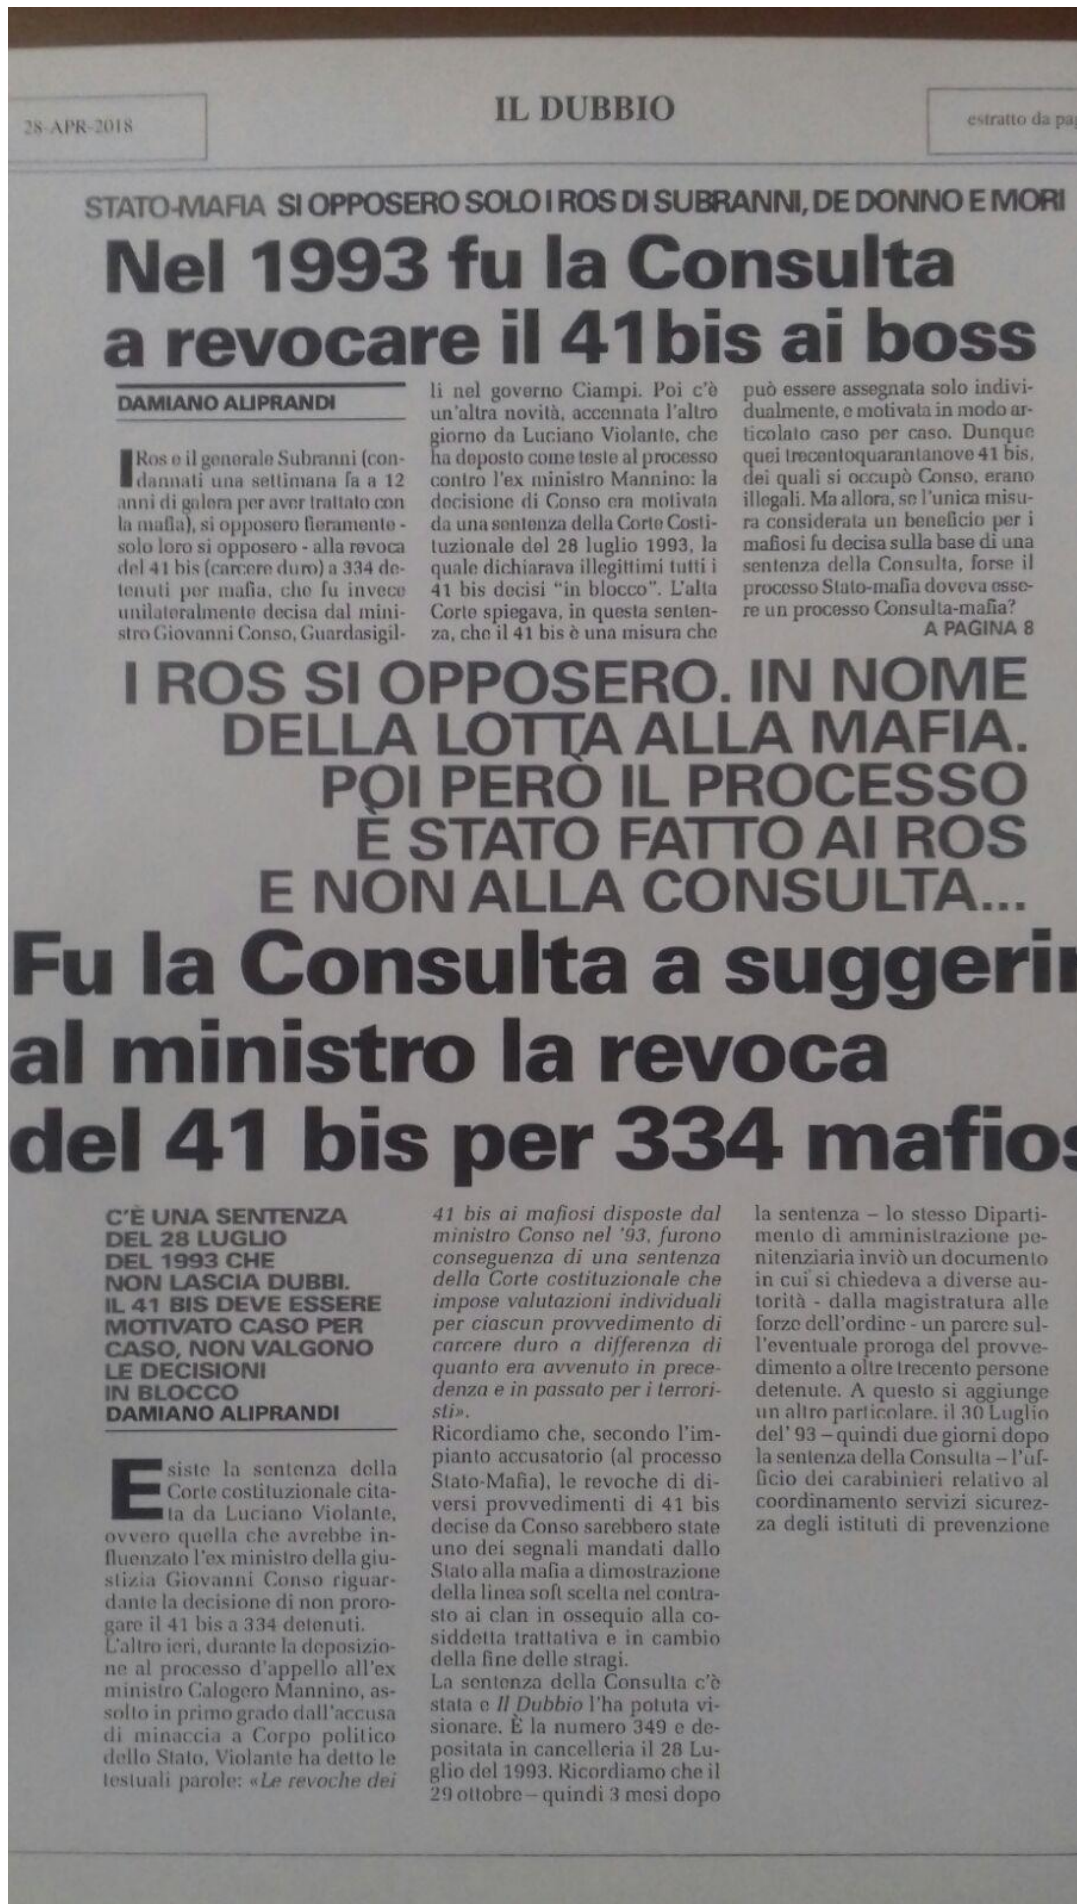 28-APR-2018
IL DUBBIO
estratto da pag
STATO-MAFIA SI OPPOSERO SOLO I ROS DI SUBRANNI, DE DONNO E MORI
Nel 1993 fu la Consulta
a revocare il 41bis ai boss
DAMIANO ALIPRANDI
I Ros e il generale Subranni (con-
dannati una settimana fa a 12
anni di galera per aver trattato con
la mafia), si opposero fieramente -
solo loro si opposero - alla revoca
del 41 bis (carcere duro) a 334 de-
tenuti per mafia, che fu invece
unilateralmente decisa dal mini-
stro Giovanni Conso, Guardasigil-
li nel governo Ciampi. Poi c'è
un'altra novità, accennata l'altro
giorno da Luciano Violante, che
ha deposto come teste al processo
contro l'ex ministro Mannino: la
decisione di Conso era motivata
da una sentenza della Corte Costi-
tuzionale del 28 luglio 1993, la
quale dichiarava illegittimi tutti i
41 bis decisi “in blocco”. L'alta
Corte spiegava, in questa senten-
za, che il 41 bis è una misura che
può essere assegnata solo indivi-
dualmente, e motivata in modo ar-
ticolato caso per caso. Dunque
quei trecentoquarantanove 41 bis,
dei quali si occupò Conso, erano
illegali. Ma allora, se l'unica misu-
ra considerata un beneficio per i
mafiosi fu decisa sulla base di una
sentenza della Consulta, forse il
processo Stato-mafia doveva esse-
re un processo Consulta-mafia?
A PAGINA 8
I ROS SI OPPOSERO. IN NOME
DELLA LOTTA ALLA MAFIA.
POI PERÒ IL PROCESSO
È STATO FATTO AI ROS
E NON ALLA CONSULTA...
Fu la Consulta a suggerir
al ministro la revoca
del 41 bis per 334 mafios
C'È UNA SENTENZA
DEL 28 LUGLIO
DEL 1993 CHE
NON LASCIA DUBBI.
IL 41 BIS DEVE ESSERE
MOTIVATO CASO PER
CASO, NON VALGONO
LE DECISIONI
IN BLOCCO
DAMIANO ALIPRANDI
Esiste la sentenza della
Corte costituzionale cita-
ta da Luciano Violante,
ovvero quella che avrebbe in-
fluenzato l'ex ministro della giu-
stizia Giovanni Conso riguar-
dante la decisione di non proro-
gare il 41 bis a 334 detenuti.
L'altro ieri, durante la deposizio-
ne al processo d'appello all'ex
ministro Calogero Mannino, as-
solto in primo grado dall'accusa
di minaccia a Corpo politico
dello Stato, Violante ha detto le
testuali parole: «Le revoche dei
41 bis ai mafiosi disposte dal
ministro Conso nel '93, furono
conseguenza di una sentenza
della Corte costituzionale che
impose valutazioni individuali
per ciascun provvedimento di
carcere duro a differenza di
quanto era avvenuto in prece-
denza e in passato per i terrori-
sti».
Ricordiamo che, secondo l'im-
pianto accusatorio (al processo
Stato-Mafia), le revoche di di-
versi provvedimenti di 41 bis
decise da Conso sarebbero state
uno dei segnali mandati dallo
Stato alla mafia a dimostrazione
della linea soft scelta nel contra-
sto ai clan in ossequio alla co-
siddetta trattativa e in cambio
della fine delle stragi.
La sentenza della Consulta c'è
stata e Il Dubbio l'ha potuta vi-
sionare. È la numero 349 e de-
positata in cancelleria il 28 Lu-
glio del 1993. Ricordiamo che il
29 ottobre – quindi 3 mesi dopo
la sentenza – lo stesso Diparti-
mento di amministrazione pe-
nitenziaria inviò un documento
in cui si chiedeva a diverse au-
torità - dalla magistratura alle
forze dell'ordine - un parere sul-
l'eventuale proroga del provve-
dimento a oltre trecento persone
detenute. A questo si aggiunge
un altro particolare. il 30 Luglio
del' 93 – quindi due giorni dopo
la sentenza della Consulta – l'uf-
ficio dei carabinieri relativo al
coordinamento servizi sicurez-
za degli istituti di prevenzione